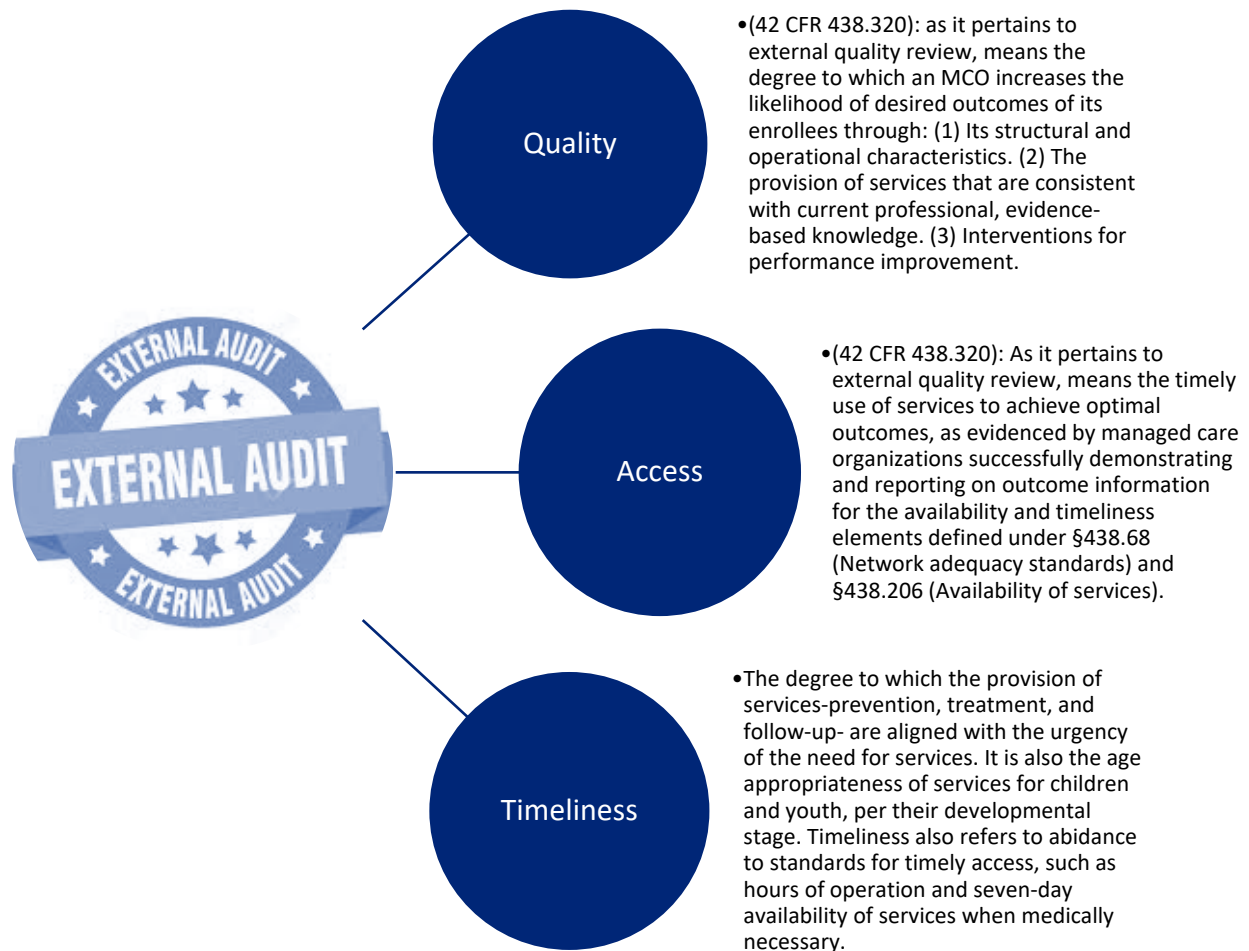 Quality
•(42 CFR 438.320): as it pertains to
external quality review, means the
degree to which an MCO increases the
likelihood of desired outcomes of its
enrollees through: (1) Its structural and
operational characteristics. (2) The
provision of services that are consistent
with current professional, evidence-
based knowledge. (3) Interventions for
performance improvement.
EXTERNAL AUDIT
EXTERNAL AUDIT
EXTERNAL AUDIT
Access
•(42 CFR 438.320): As it pertains to
external quality review, means the timely
use of services to achieve optimal
outcomes, as evidenced by managed care
organizations successfully demonstrating
and reporting on outcome information
for the availability and timeliness
elements defined under §438.68
(Network adequacy standards) and
§438.206 (Availability of services).
Timeliness
•The degree to which the provision of
services-prevention, treatment, and
follow-up- are aligned with the urgency
of the need for services. It is also the age
appropriateness of services for children
and youth, per their developmental
stage. Timeliness also refers to abidance
to standards for timely access, such as
hours of operation and seven-day
availability of services when medically
necessary.